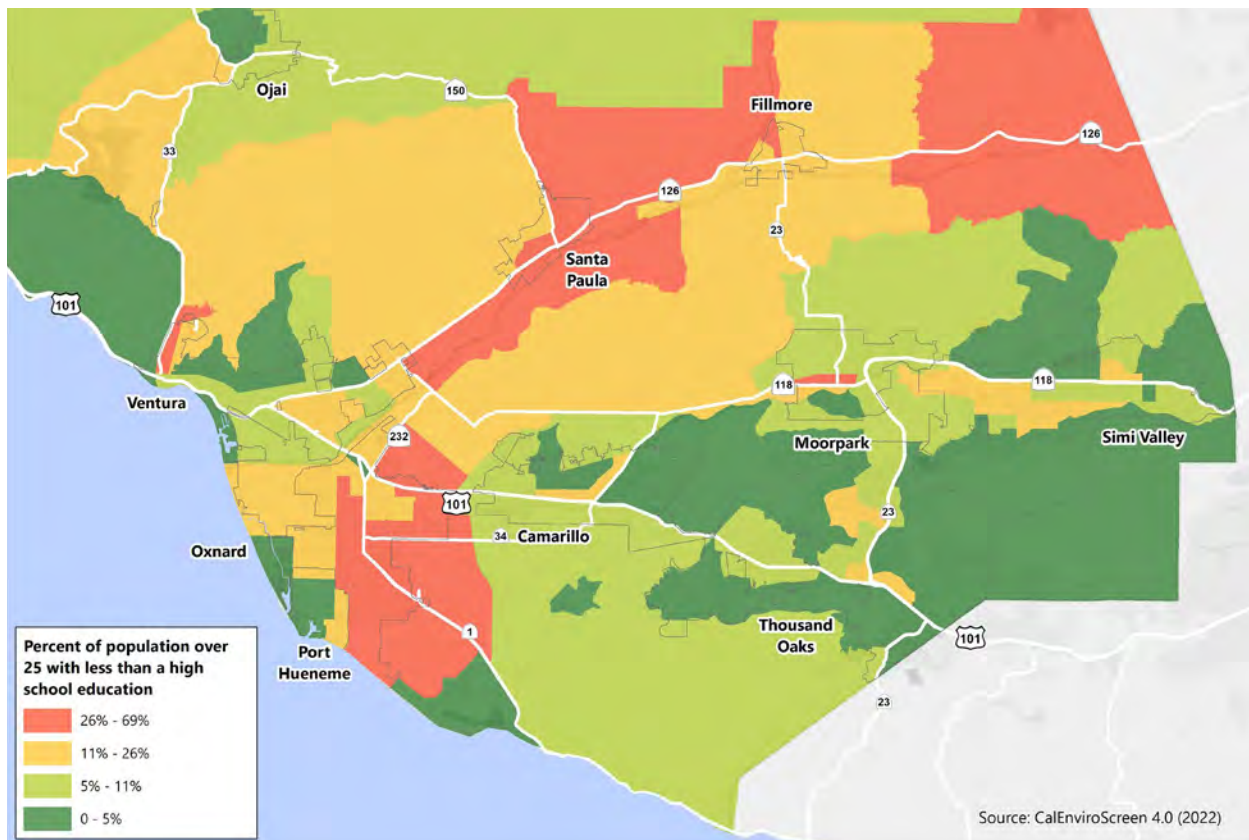 Ojai
150
Fillmore
33
126
126
23
Santa
Paula
101
118
118
Ventura
232
Moorpark
Simi Valley
101
23
34
Camarillo
Oxnard
Thousand
Oaks
1
101
Port
Hueneme
23
Percent of population over
25 with less than a high
school education
26% - 69%
11% - 26%
5% - 11%
0 - 5%
Source: CalEnviroScreen 4.0 (2022)